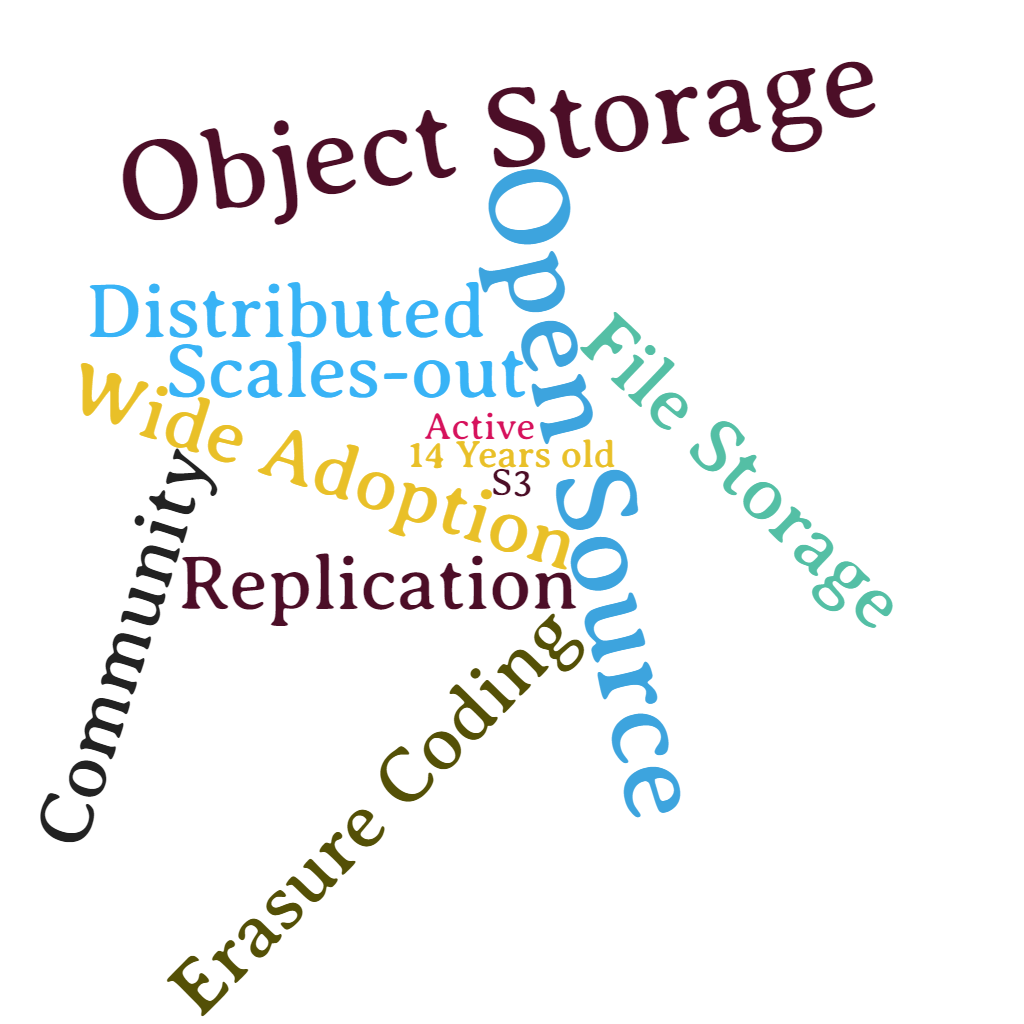 Object Storage
Open Source
Distributed
File Storage
Scales-out
Wide Adoption
Active
14 Years old
S3
Community
Replication
Erasure Coding